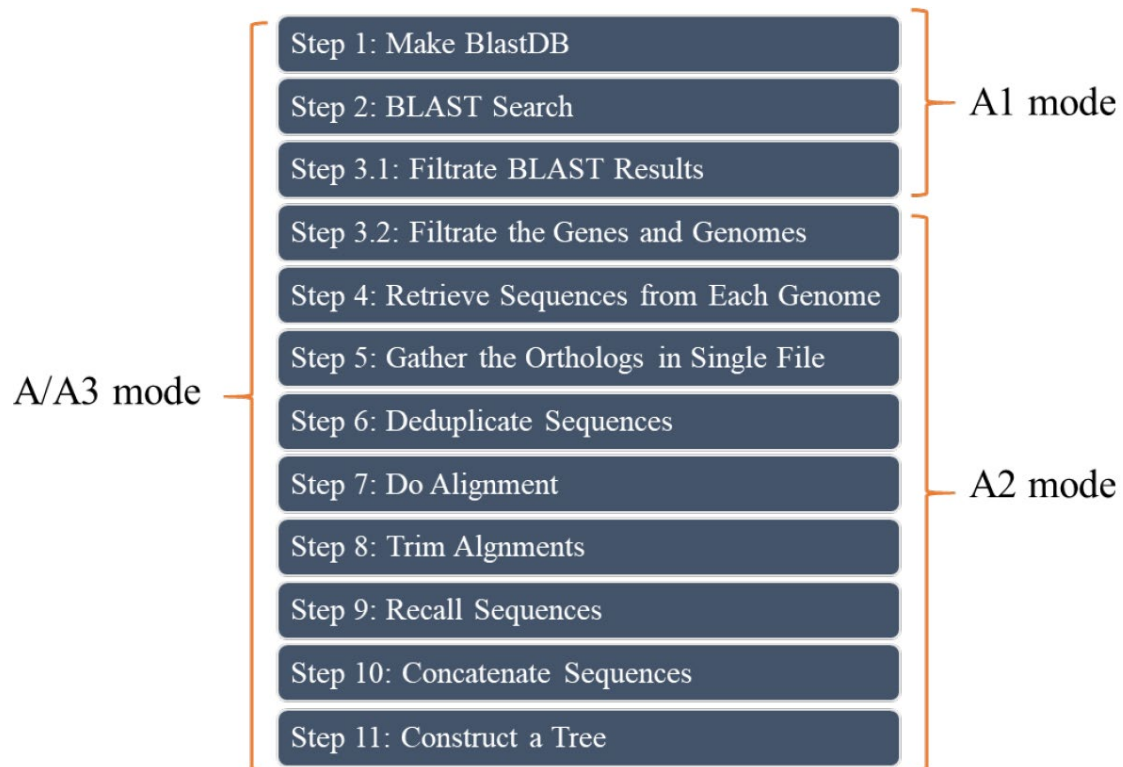 Step 1: Make BlastDB
Step 2: BLAST Search
A1 mode
Step 3.1: Filtrate BLAST Results
Step 3.2: Filtrate the Genes and Genomes
Step 4: Retrieve Sequences from Each Genome
Step 5: Gather the Orthologs in Single File
A/A3 mode
Step 6: Deduplicate Sequences
Step 7: Do Alignment
A2 mode
Step 8: Trim Algnments
Step 9: Recall Sequences
Step 10: Concatenate Sequences
Step 11: Construct a Tree